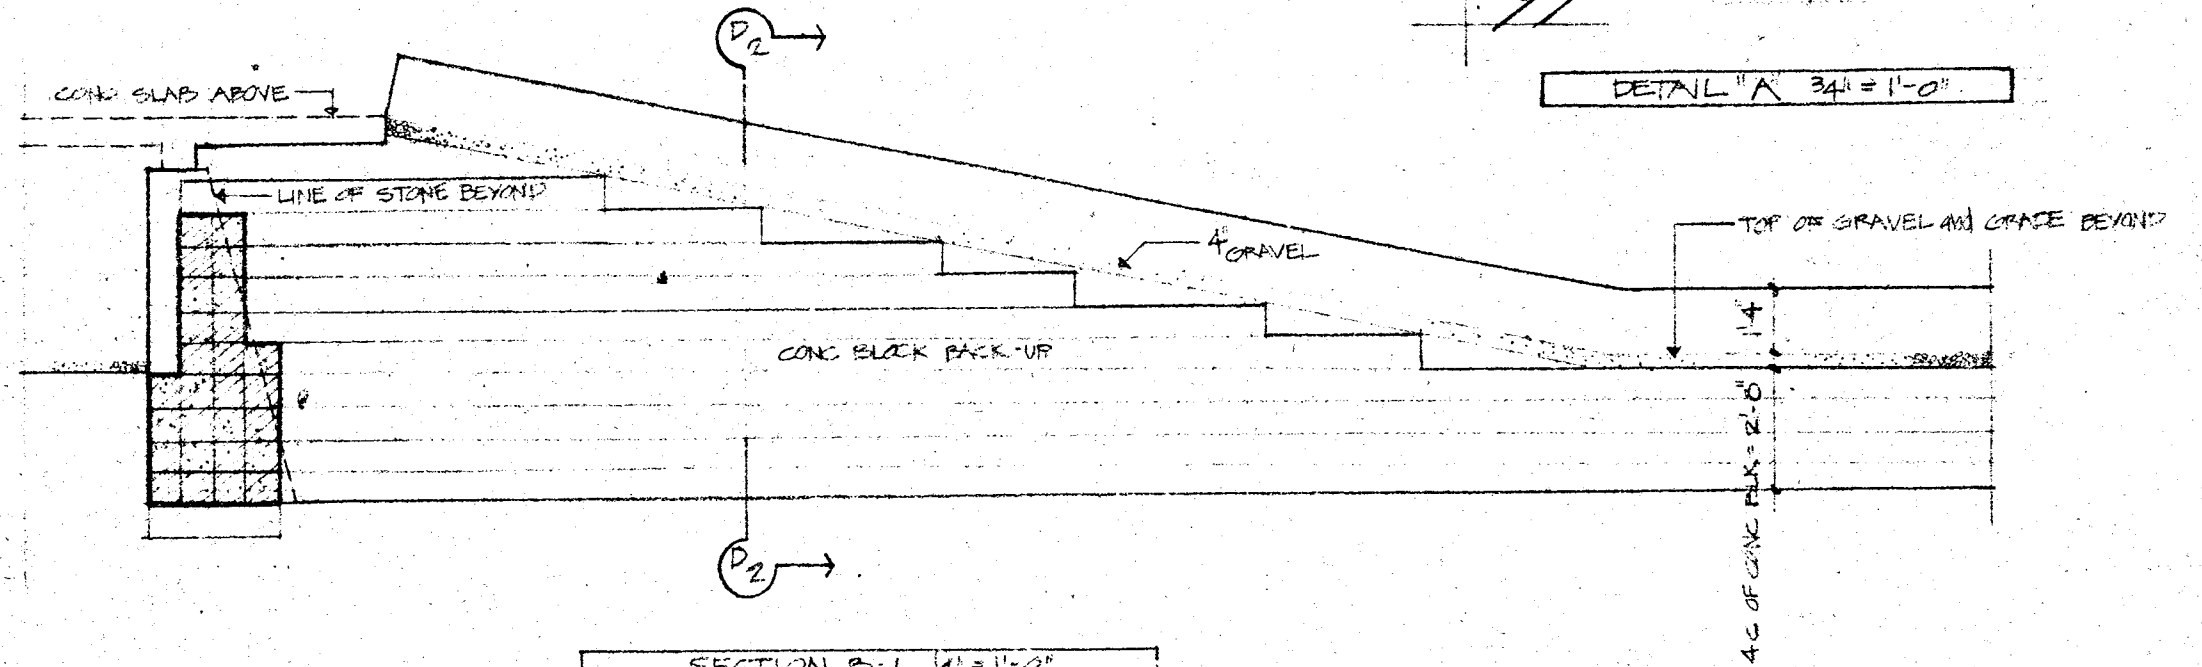 D2
DETAIL "A" 3/4" = 1'-0"
CONC SLAB ABOVE
LINE OF STONE BEYOND
TOP OF GRAVEL AND GRADE BEYOND
4" GRAVEL
1'4
CONC BLOCK BACK-UP
4 C OF CONC BLK = 2'-8"
D2
SECTION B-1